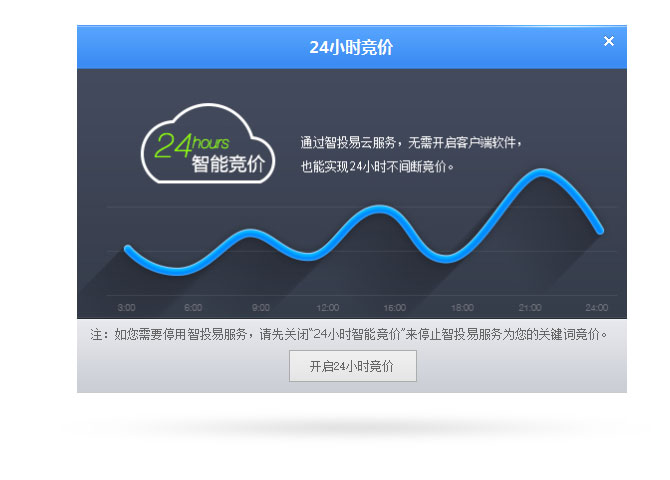 24小时竞价
×
24hours
智能竞价
通过智投易云服务，无需开启客户端软件，
也能实现24小时不间断竟价。
3:00 6:00 9:00 12:00 16:00 18:00 21:00 24:00
注：如您需要停用智投易服务，请先关闭“24小时智能竟价”来停止智投易服务为您的关键词竟价。
开启24小时竞价